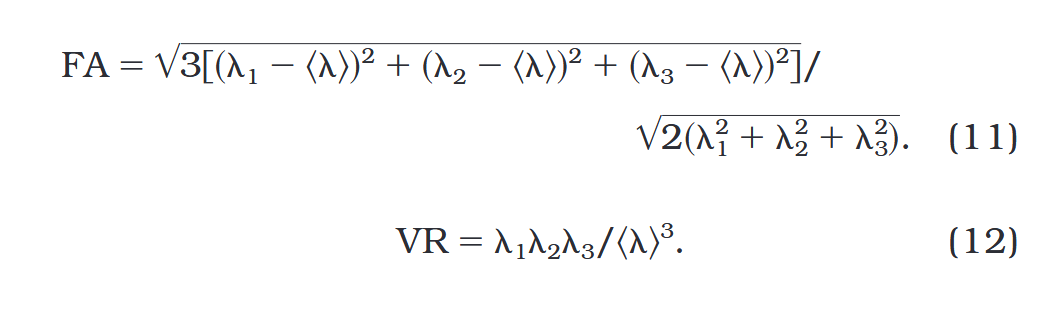 FA = √3[(λ₁ − ⟨λ⟩)² + (λ₂ − ⟨λ⟩)² + (λ₃ − ⟨λ⟩)²]/
√2(λ₁² + λ₂² + λ₃²). (11)
VR = λ₁λ₂λ₃/⟨λ⟩³. (12)